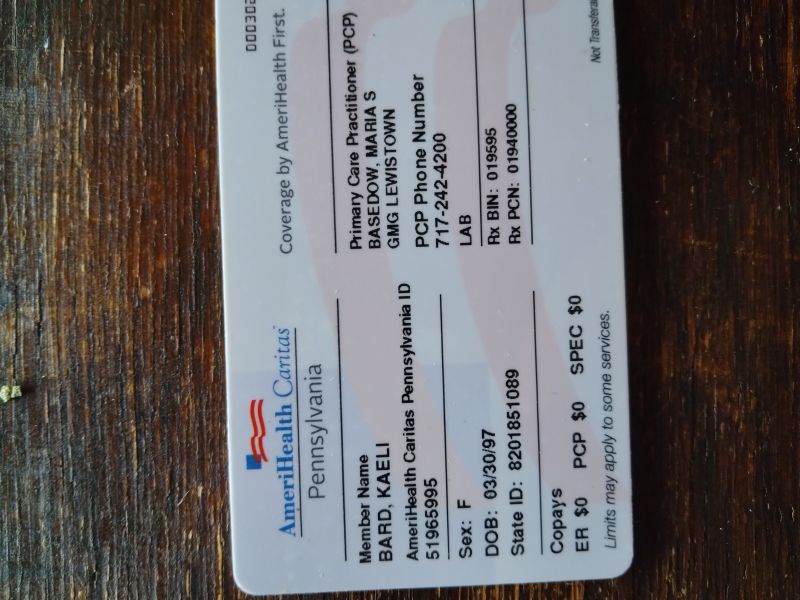 AmeriHealth Caritas
Pennsylvania
Coverage by AmeriHealth First.
Member Name
BARD, KAELI
AmeriHealth Caritas Pennsylvania ID
51965995
Sex: F
DOB: 03/30/97
State ID: 8201851089
Copays
ER $0 PCP $0 SPEC $0
Limits may apply to some services.
Primary Care Practitioner (PCP)
BASEDOW, MARIA S
GMG LEWISTOWN
PCP Phone Number
717-242-4200
LAB
Rx BIN: 019595
Rx PCN: 01940000
Not